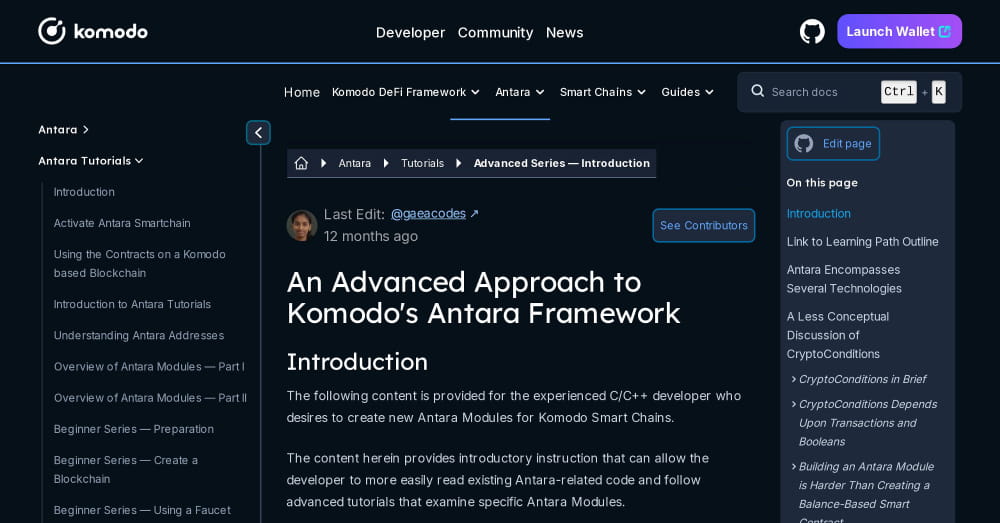 komodo
Developer Community News
Launch Wallet
Home Komodo DeFi Framework Antara Smart Chains Guides
Search docs Ctrl + K
Antara
Antara Tutorials
Introduction
Activate Antara Smartchain
Using the Contracts on a Komodo
based Blockchain
Introduction to Antara Tutorials
Understanding Antara Addresses
Overview of Antara Modules — Part I
Overview of Antara Modules — Part II
Beginner Series — Preparation
Beginner Series — Create a
Blockchain
Beginner Series — Using a Faucet
Antara Tutorials Advanced Series — Introduction
Last Edit: @gaeacodes ↗
12 months ago
See Contributors
An Advanced Approach to
Komodo's Antara Framework
Introduction
The following content is provided for the experienced C/C++ developer who
desires to create new Antara Modules for Komodo Smart Chains.
The content herein provides introductory instruction that can allow the
developer to more easily read existing Antara-related code and follow
advanced tutorials that examine specific Antara Modules.
Edit page
On this page
Introduction
Link to Learning Path Outline
Antara Encompasses
Several Technologies
A Less Conceptual
Discussion of
CryptoConditions
CryptoConditions in Brief
CryptoConditions Depends
Upon Transactions and
Booleans
Building an Antara Module
is Harder Than Creating a
Balance-Based Smart
Contract